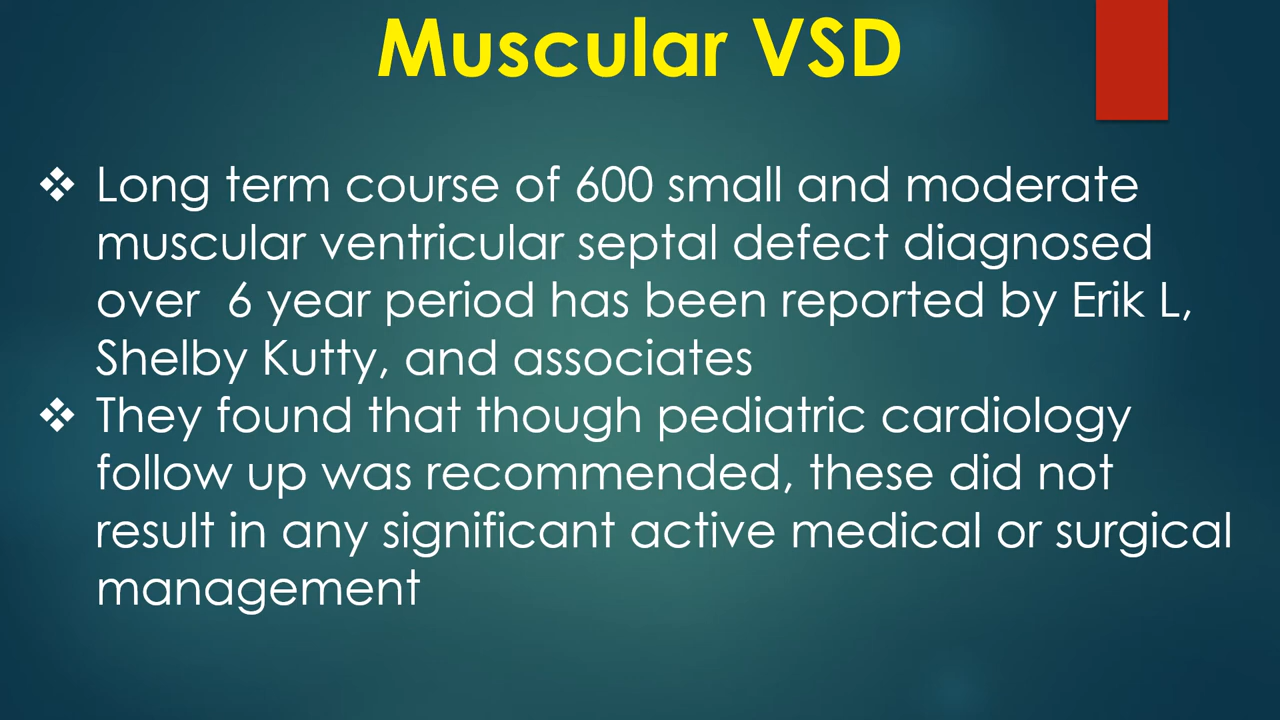 Muscular VSD
❖ Long term course of 600 small and moderate
muscular ventricular septal defect diagnosed
over  6 year period has been reported by Erik L,
Shelby Kutty, and associates
❖ They found that though pediatric cardiology
follow up was recommended, these did not
result in any significant active medical or surgical
management